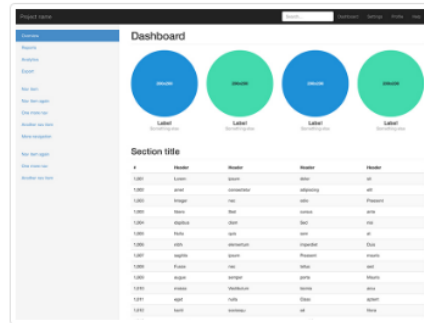 Project name
Search...
Dashboard
Settings
Profile
Help
Overview
Reports
Analytics
Export
Nav item
Nav item again
One more nav
Another nav item
More navigation
Nav item again
One more nav
Another nav item
Dashboard
200x200
200x200
200x200
200x200
Label
Label
Label
Label
Something else
Something else
Something else
Something else
Section title
# Header Header Header Header
1,001 Lorem ipsum dolor sit
1,002 amet consectetur adipiscing elit
1,003 Integer nec odio Praesent
1,003 libero Sed cursus ante
1,004 dapibus diam Sed nisi
1,005 Nulla quis sem at
1,006 nibh elementum imperdiet Duis
1,007 sagittis ipsum Praesent mauris
1,008 Fusce nec tellus sed
1,009 augue semper porta Mauris
1,010 massa Vestibulum lacinia arcu
1,011 eget nulla Class aptent
1,012 taciti sociosqu ad litora